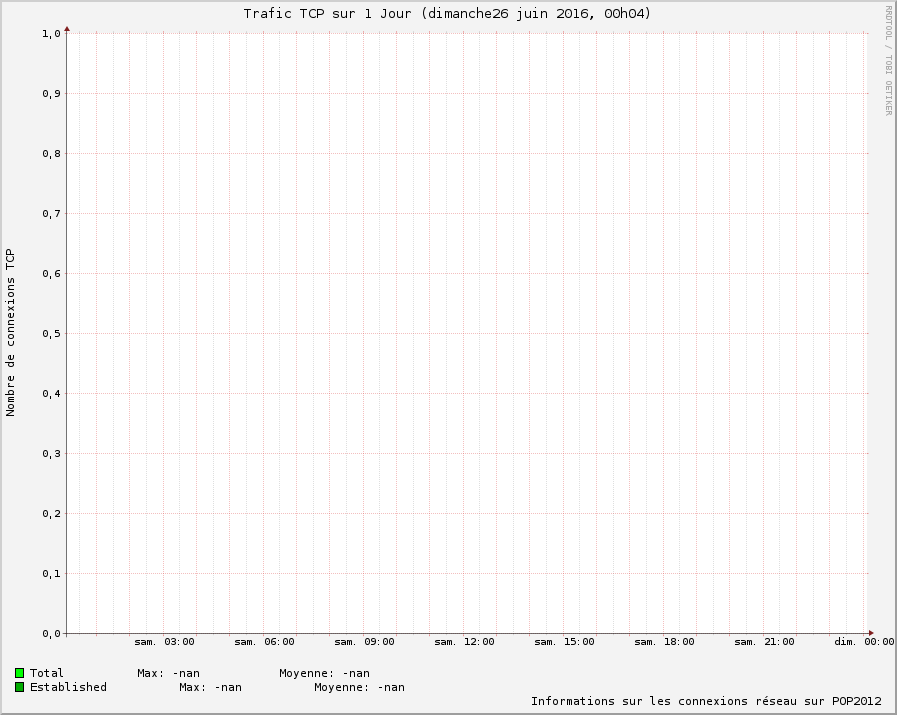 Trafic TCP sur 1 Jour (dimanche26 juin 2016, 00h04)
RRDTOOL / TOBI OETIKER
Nombre de connexions TCP
1,0
0,9
0,8
0,7
0,6
0,5
0,4
0,3
0,2
0,1
0,0
sam. 03:00 sam. 06:00 sam. 09:00 sam. 12:00 sam. 15:00 sam. 18:00 sam. 21:00 dim. 00:00
Total Max: -nan Moyenne: -nan
Established Max: -nan Moyenne: -nan
Informations sur les connexions réseau sur POP2012